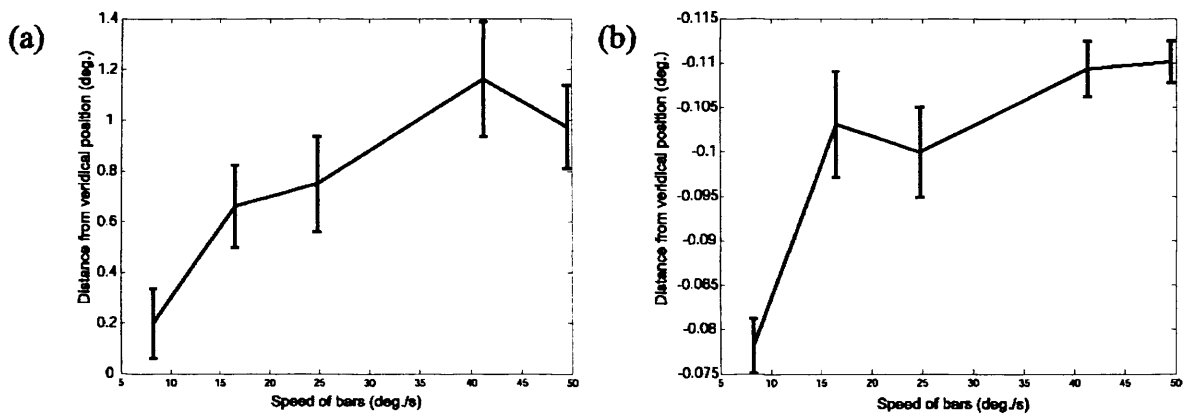 (a)
Distance from veridical position (deg.)
1.4
1.2
1
0.8
0.6
0.4
0.2
0
5 10 15 20 25 30 35 40 45 50
Speed of bars (deg./s)
(b)
Distance from veridical position (deg.)
-0.115
-0.11
-0.105
-0.1
-0.095
-0.09
-0.085
-0.08
-0.075
5 10 15 20 25 30 35 40 45 50
Speed of bars (deg./s)